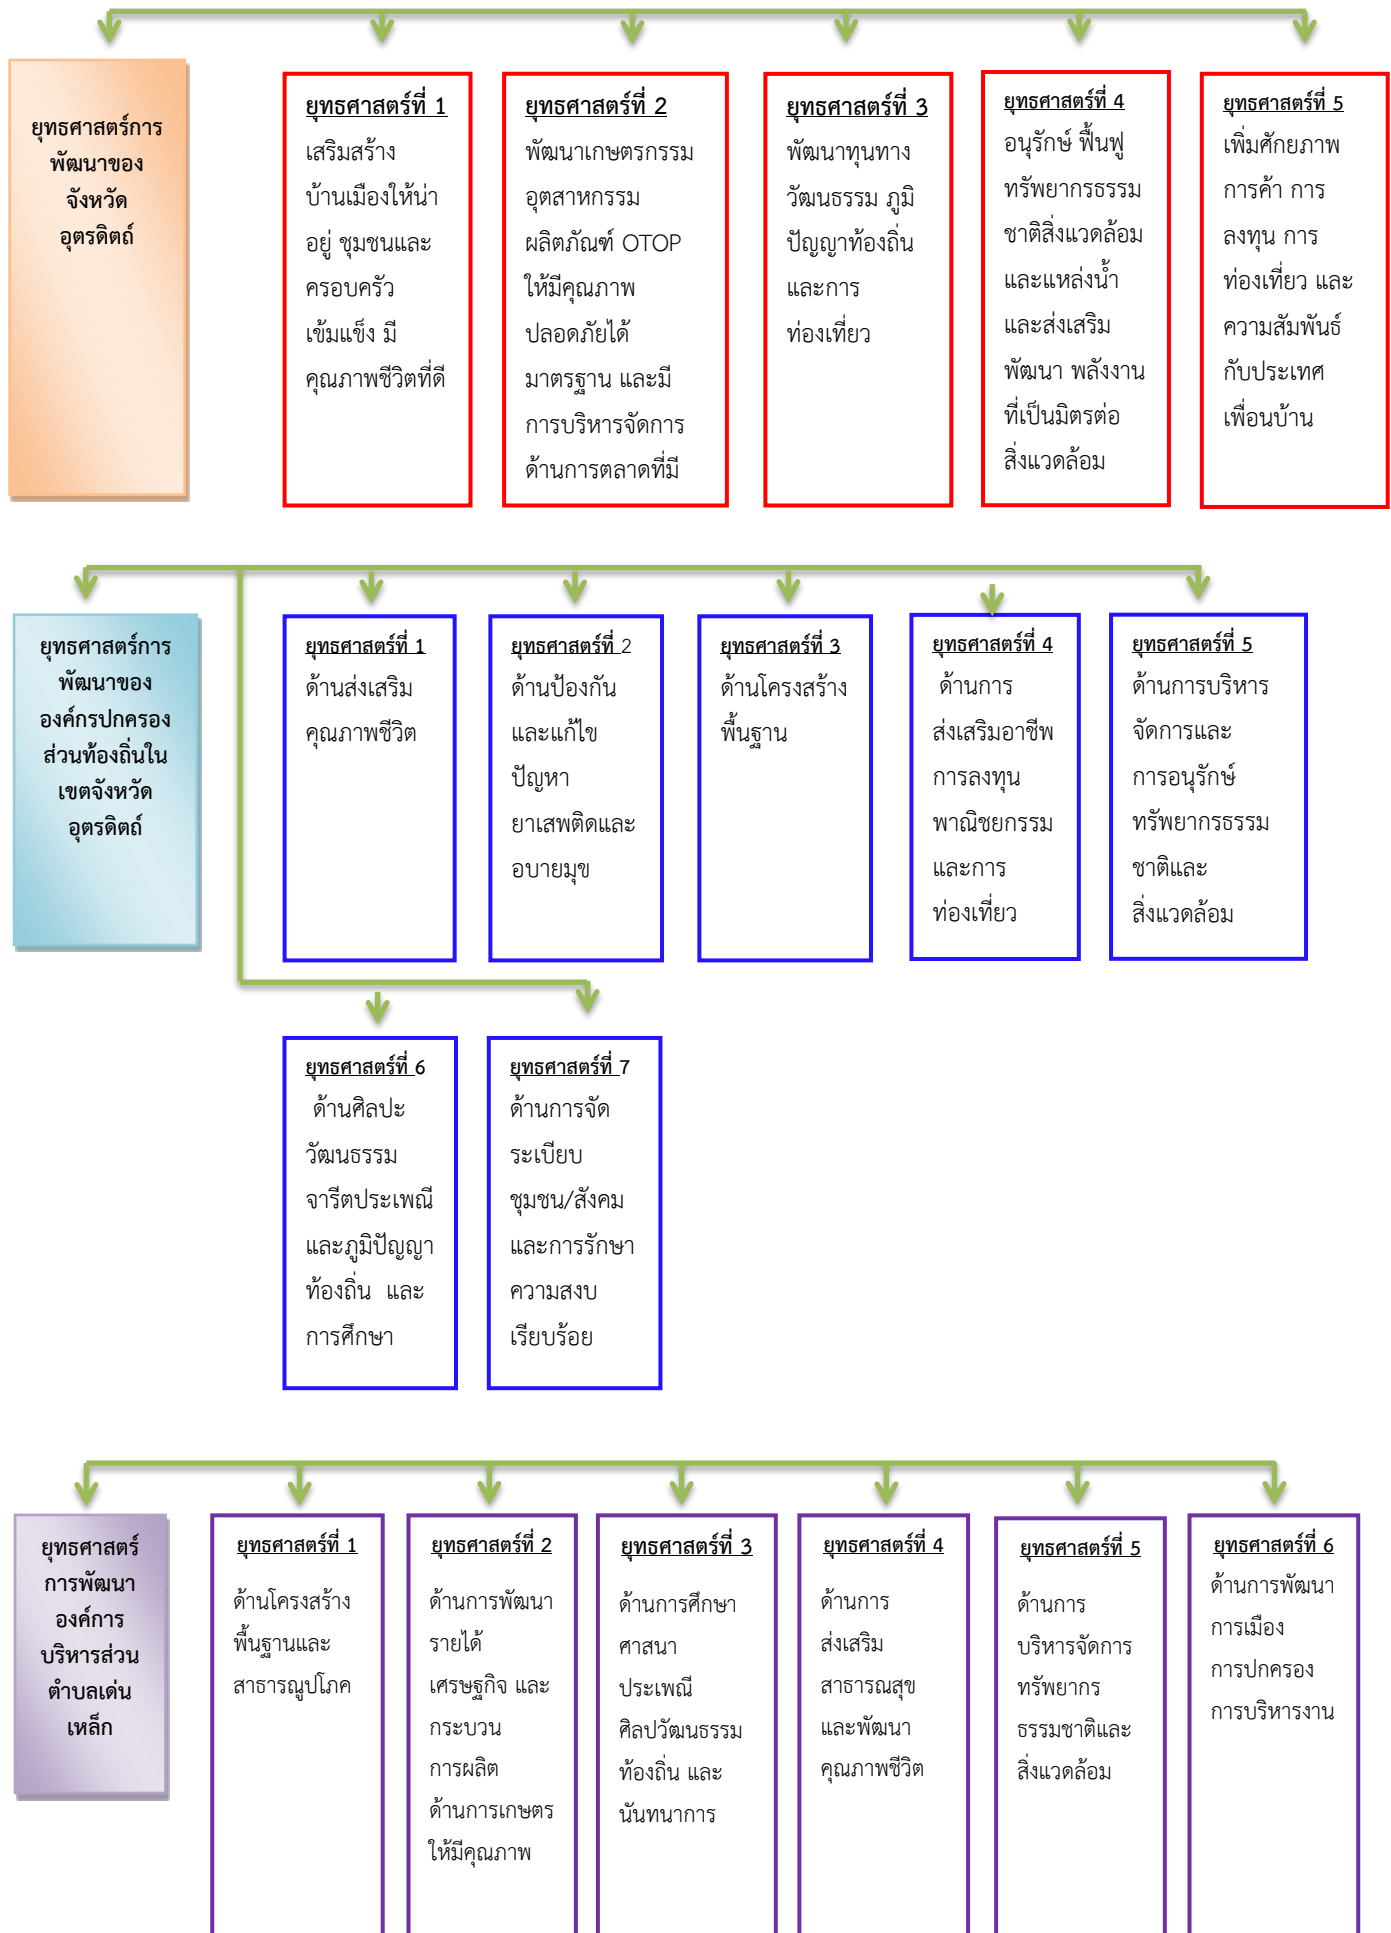 ยุทธศาสตร์การ
พัฒนาของ
จังหวัด
อุตรดิตถ์
ยุทธศาสตร์ที่ 1
เสริมสร้าง
บ้านเมืองให้น่า
อยู่ ชุมชนและ
ครอบครัว
เข้มแข็ง มี
คุณภาพชีวิตที่ดี
ยุทธศาสตร์ที่ 2
พัฒนาเกษตรกรรม
อุตสาหกรรม
ผลิตภัณฑ์ OTOP
ให้มีคุณภาพ
ปลอดภัยได้
มาตรฐาน และมี
การบริหารจัดการ
ด้านการตลาดที่มี
ยุทธศาสตร์ที่ 3
พัฒนาทุนทาง
วัฒนธรรม ภูมิ
ปัญญาท้องถิ่น
และการ
ท่องเที่ยว
ยุทธศาสตร์ที่ 4
อนุรักษ์ ฟื้นฟู
ทรัพยากรธรรม
ชาติสิ่งแวดล้อม
และแหล่งน้ำ
และส่งเสริม
พัฒนา พลังงาน
ที่เป็นมิตรต่อ
สิ่งแวดล้อม
ยุทธศาสตร์ที่ 5
เพิ่มศักยภาพ
การค้า การ
ลงทุน การ
ท่องเที่ยว และ
ความสัมพันธ์
กับประเทศ
เพื่อนบ้าน
ยุทธศาสตร์การ
พัฒนาของ
องค์กรปกครอง
ส่วนท้องถิ่นใน
เขตจังหวัด
อุตรดิตถ์
ยุทธศาสตร์ที่ 1
ด้านส่งเสริม
คุณภาพชีวิต
ยุทธศาสตร์ที่ 2
ด้านป้องกัน
และแก้ไข
ปัญหา
ยาเสพติดและ
อบายมุข
ยุทธศาสตร์ที่ 3
ด้านโครงสร้าง
พื้นฐาน
ยุทธศาสตร์ที่ 4
ด้านการ
ส่งเสริมอาชีพ
การลงทุน
พาณิชยกรรม
และการ
ท่องเที่ยว
ยุทธศาสตร์ที่ 5
ด้านการบริหาร
จัดการและ
การอนุรักษ์
ทรัพยากรธรรม
ชาติและ
สิ่งแวดล้อม
ยุทธศาสตร์ที่ 6
ด้านศิลปะ
วัฒนธรรม
จารีตประเพณี
และภูมิปัญญา
ท้องถิ่น และ
การศึกษา
ยุทธศาสตร์ที่ 7
ด้านการจัด
ระเบียบ
ชุมชน/สังคม
และการรักษา
ความสงบ
เรียบร้อย
ยุทธศาสตร์
การพัฒนา
องค์การ
บริหารส่วน
ตำบลเด่น
เหล็ก
ยุทธศาสตร์ที่ 1
ด้านโครงสร้าง
พื้นฐานและ
สาธารณูปโภค
ยุทธศาสตร์ที่ 2
ด้านการพัฒนา
รายได้
เศรษฐกิจ และ
กระบวน
การผลิต
ด้านการเกษตร
ให้มีคุณภาพ
ยุทธศาสตร์ที่ 3
ด้านการศึกษา
ศาสนา
ประเพณี
ศิลปวัฒนธรรม
ท้องถิ่น และ
นันทนาการ
ยุทธศาสตร์ที่ 4
ด้านการ
ส่งเสริม
สาธารณสุข
และพัฒนา
คุณภาพชีวิต
ยุทธศาสตร์ที่ 5
ด้านการ
บริหารจัดการ
ทรัพยากร
ธรรมชาติและ
สิ่งแวดล้อม
ยุทธศาสตร์ที่ 6
ด้านการพัฒนา
การเมือง
การปกครอง
การบริหารงาน